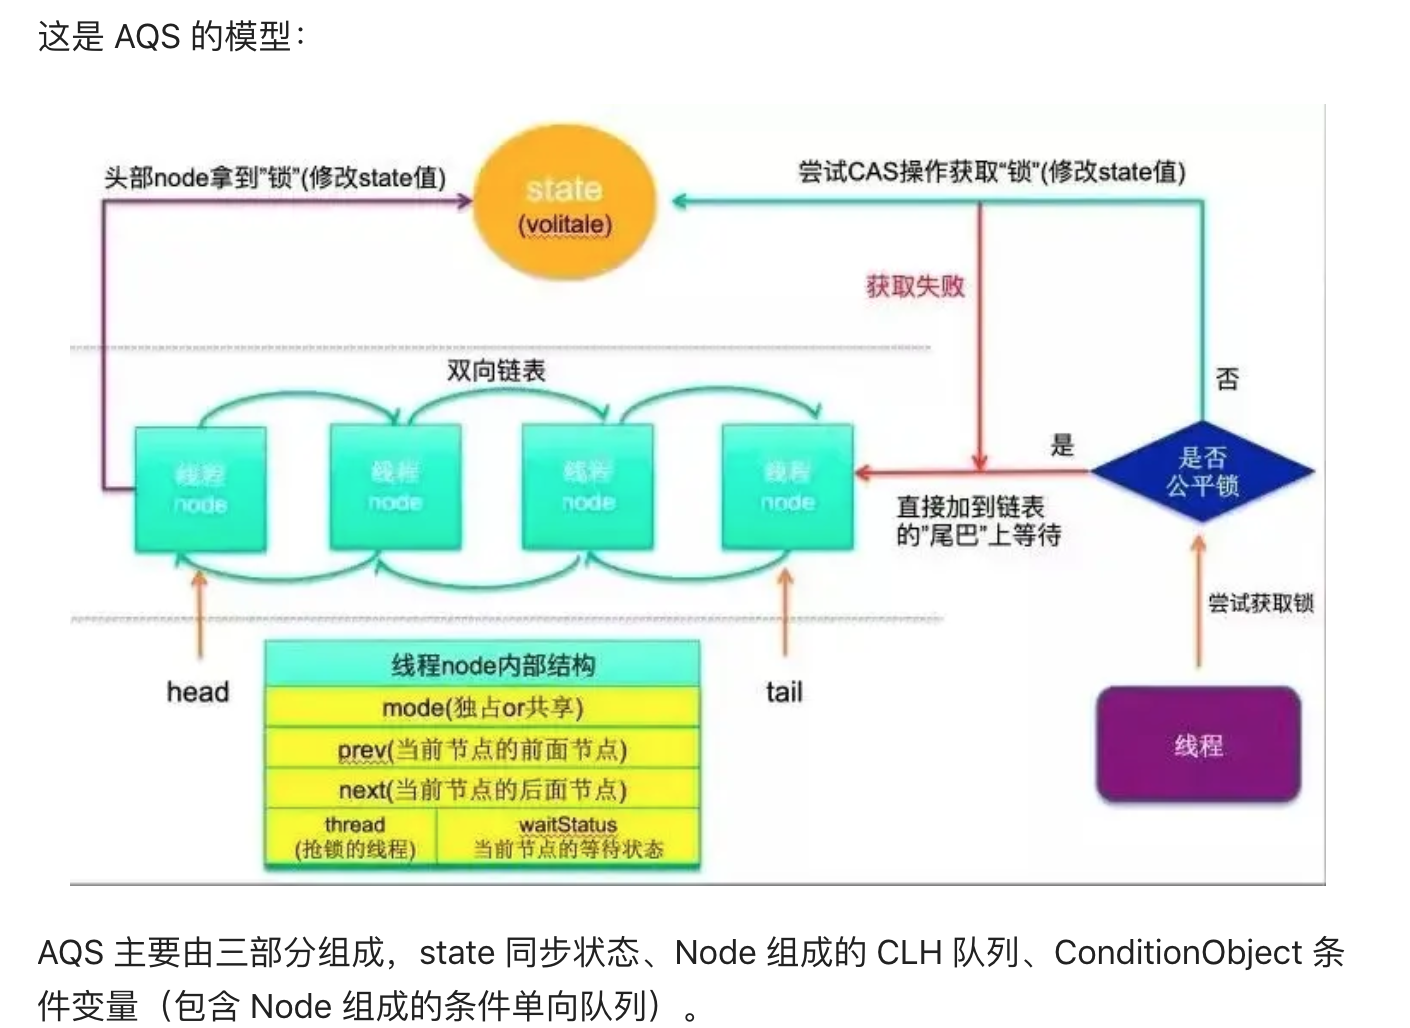 这是 AQS 的模型：
头部node拿到”锁”(修改state值)
尝试CAS操作获取“锁”(修改state值)
state
(volitale)
获取失败
双向链表
否
是
是否
公平锁
线程
node
线程
node
线程
node
线程
node
直接加到链表
的”尾巴”上等待
尝试获取锁
head
tail
线程node内部结构
mode(独占or共享)
prev(当前节点的前面节点)
next(当前节点的后面节点)
thread
(抢锁的线程)
waitStatus
当前节点的等待状态
线程
AQS 主要由三部分组成，state 同步状态、Node 组成的 CLH 队列、ConditionObject 条
件变量（包含 Node 组成的条件单向队列）。